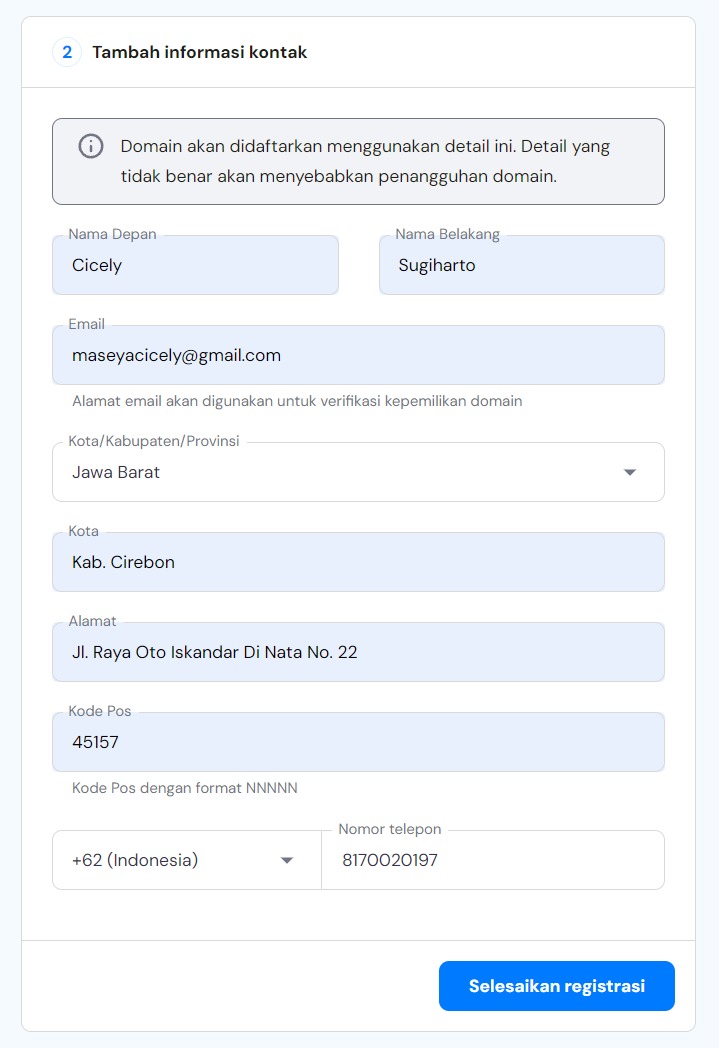 2 Tambah informasi kontak
Domain akan didaftarkan menggunakan detail ini. Detail yang
tidak benar akan menyebabkan penangguhan domain.
Nama Depan
Cicely
Nama Belakang
Sugiharto
Email
maseyacicely@gmail.com
Alamat email akan digunakan untuk verifikasi kepemilikan domain
Kota/Kabupaten/Provinsi
Jawa Barat
Kota
Kab. Cirebon
Alamat
Jl. Raya Oto Iskandar Di Nata No. 22
Kode Pos
45157
Kode Pos dengan format NNNNN
+62 (Indonesia)
Nomor telepon
8170020197
Selesaikan registrasi